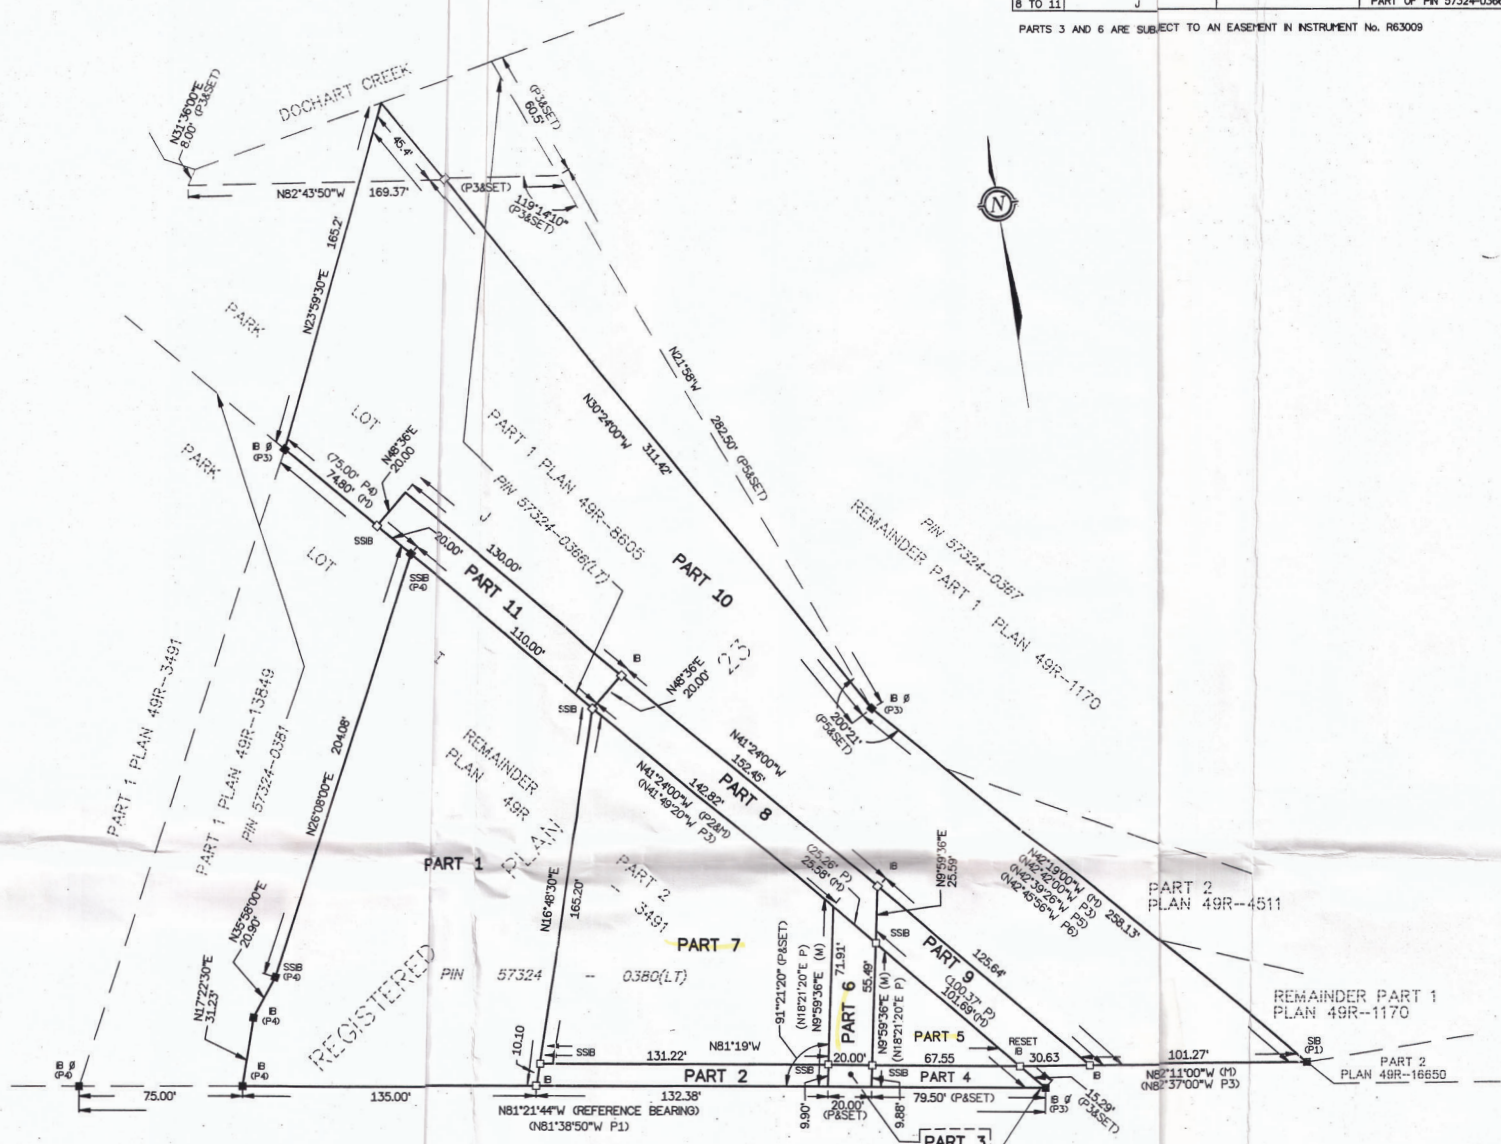 8 TO 11 J PART OF PIN 57324-0366
PARTS 3 AND 6 ARE SUBJECT TO AN EASEMENT IN INSTRUMENT No. R63009
DOCHART CREEK
N31°36'00"E
8.00' (P3&SET)
(P3&SET)
60.5'
45.4'
N82°43'50"W 169.37' (P3&SET)
119°14'10"
(P3&SET)
N
N23°59'30"E 165.2'
PARK
LOT
PARK
LOT
IB Ø
(P3)
(75.00' P4)
74.80' (M)
N48°36'E
20.00
J
PART 1 PLAN 49R-8605
PIN 57324-0366(LT)
N30°24'00"W 311.42'
N21°58'W 282.50' (P5&SET)
PIN 57324-0367
REMAINDER PART 1 PLAN 49R-1170
SSIB
20.00'
130.00'
SSIB
(P4)
PART 11
110.00'
PART 10
23
IB
N48°36'E
20.00'
SSIB
200°21'
(P5&SET)
IB Ø
(P3)
PART 1 PLAN 49R-3491
PART 1 PLAN 49R-13849
PIN 57324-0381
N26°08'00"E 204.08'
REMAINDER
PLAN 49R
PART 2
- 3491
N41°24'00"W
152.45'
PART 8
142.82'
N41°24'00"W (P2&M)
(N41°49'20"W P3)
PART 1
PLAN
N16°48'30"E
165.20'
(25.26' P)
25.58' (M)
IB
N9°59'36"E
25.59'
N42°19'00"W (M) 258.13'
(N42°42'00"W P3)
(N42°39'26"W P5)
(N42°45'56"W P6)
PART 2
PLAN 49R-4511
N35°58'00"E
20.90'
SSIB
(P4)
PIN 57324 - 0380(LT)
PART 7
REGISTERED
91°21'20" (P&SET)
(N18°21'20"E P)
N9°59'36"E (M)
71.91'
PART 6
55.49'
N9°59'36"E (M)
(N18°21'20"E P)
SSIB
PART 9
125.64'
(100.37' P)
101.69'(M)
PART 5
REMAINDER PART 1
PLAN 49R-1170
N17°22'30"E
31.23'
IB
(P4)
10.10
SSIB
131.22'
N81°19'W
20.00'
67.55
RESET
IB
30.63
101.27'
SIB
(P1)
IB Ø
(P4)
IB
(P4)
IB
PART 2
SSIB
SSIB
PART 4
IB
N82°11'00"W (M)
(N82°37'00"W P3)
PART 2
PLAN 49R-16650
75.00'
135.00'
132.38'
20.00'
(P&SET)
79.50' (P&SET)
IB Ø
(P3)
15.29'
(P3&SET)
N81°21'44"W (REFERENCE BEARING)
(N81°38'50"W P1)
9.90'
9.88'
PART 3